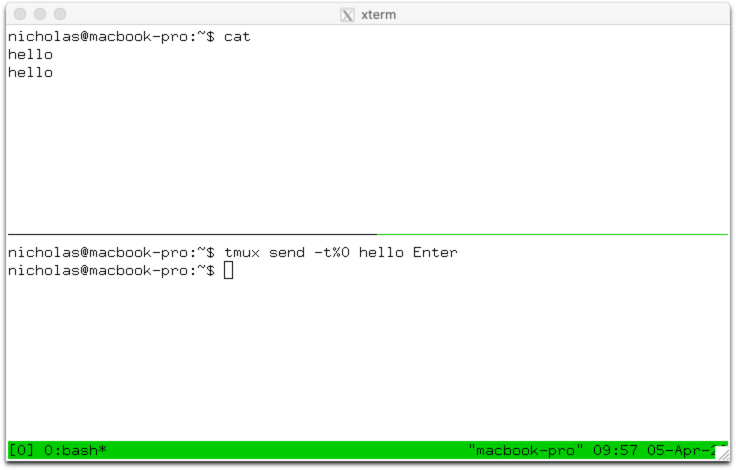 xterm
nicholas@macbook-pro:~$ cat
hello
hello
nicholas@macbook-pro:~$ tmux send -t%0 hello Enter
nicholas@macbook-pro:~$
[0] 0:bash* "macbook-pro" 09:57 05-Apr-